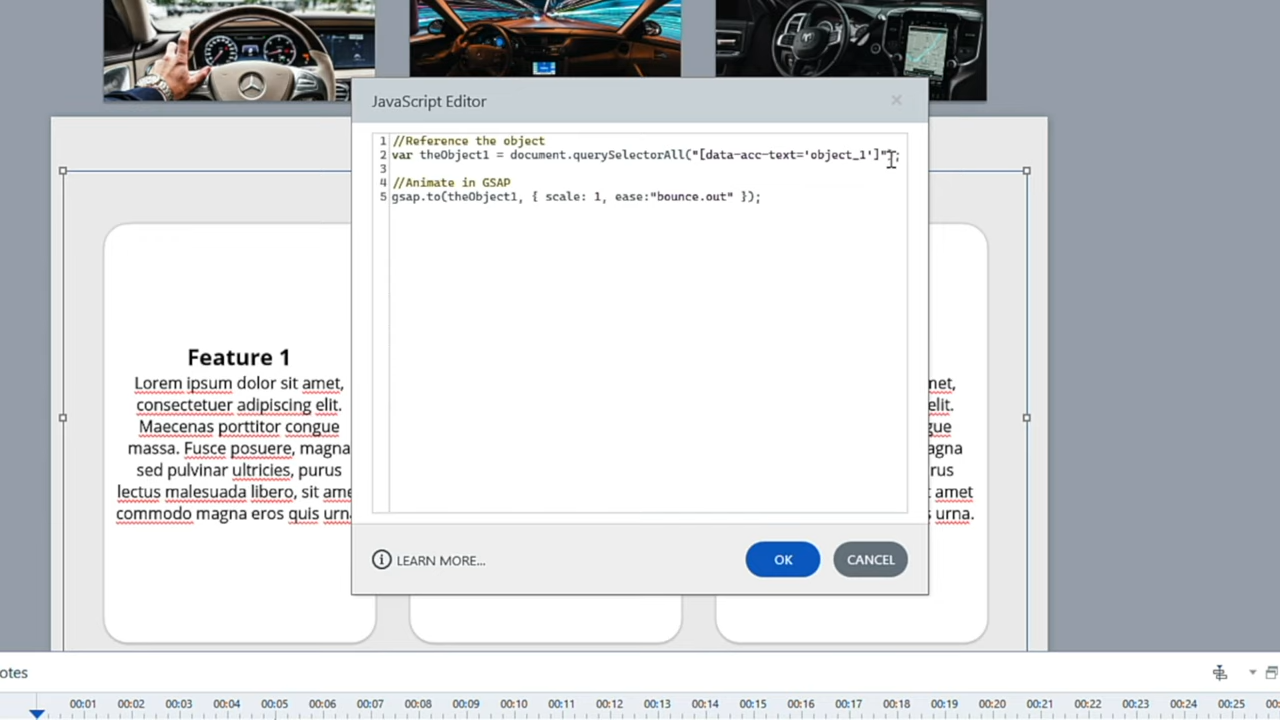 JavaScript Editor
1 //Reference the object
2 var theObject1 = document.querySelectorAll("[data-acc-text='object_1']");
3
4 //Animate in GSAP
5 gsap.to(theObject1, { scale: 1, ease:"bounce.out" });
Feature 1
Lorem ipsum dolor sit amet,
consectetuer adipiscing elit.
Maecenas porttitor congue
massa. Fusce posuere, magna
sed pulvinar ultricies, purus
lectus malesuada libero, sit ame
commodo magna eros quis urn
net,
elit.
gue
agna
rus
amet
urna.
LEARN MORE...
OK
CANCEL
otes
00:01 00:02 00:03 00:04 00:05 00:06 00:07 00:08 00:09 00:10 00:11 00:12 00:13 00:14 00:15 00:16 00:17 00:18 00:19 00:20 00:21 00:22 00:23 00:24 00:25 00